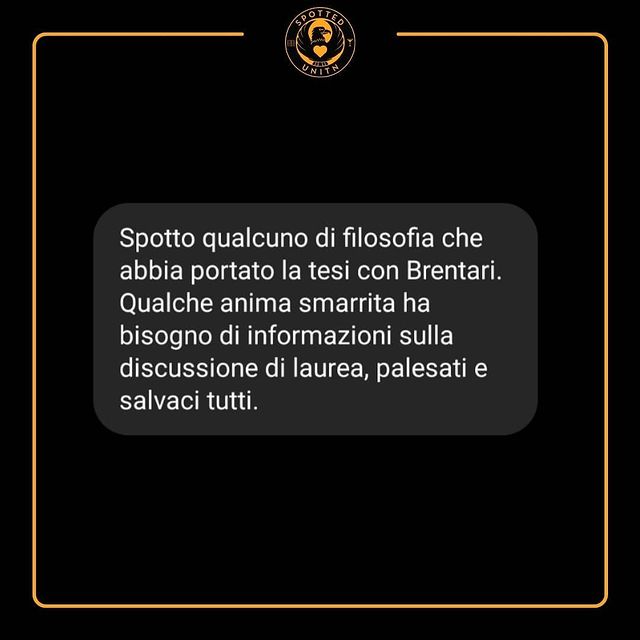 SPOTTED
UNITN
Spotto qualcuno di filosofia che
abbia portato la tesi con Brentari.
Qualche anima smarrita ha
bisogno di informazioni sulla
discussione di laurea, palesati e
salvaci tutti.